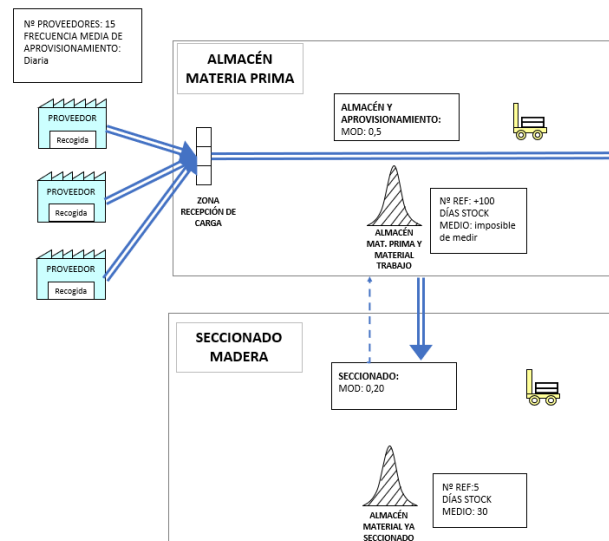 Nº PROVEEDORES: 15
FRECUENCIA MEDIA DE
APROVISIONAMIENTO:
Diaria
ALMACÉN
MATERIA PRIMA
PROVEEDOR
Recogida
PROVEEDOR
Recogida
PROVEEDOR
Recogida
ZONA
RECEPCIÓN DE
CARGA
ALMACÉN Y
APROVISIONAMIENTO:
MOD: 0,5
ALMACÉN
MAT. PRIMA Y
MATERIAL
TRABAJO
Nº REF: +100
DÍAS STOCK
MEDIO: imposible
de medir
SECCIONADO
MADERA
SECCIONADO:
MOD: 0,20
ALMACÉN
MATERIAL YA
SECCIONADO
Nº REF:5
DÍAS STOCK
MEDIO: 30